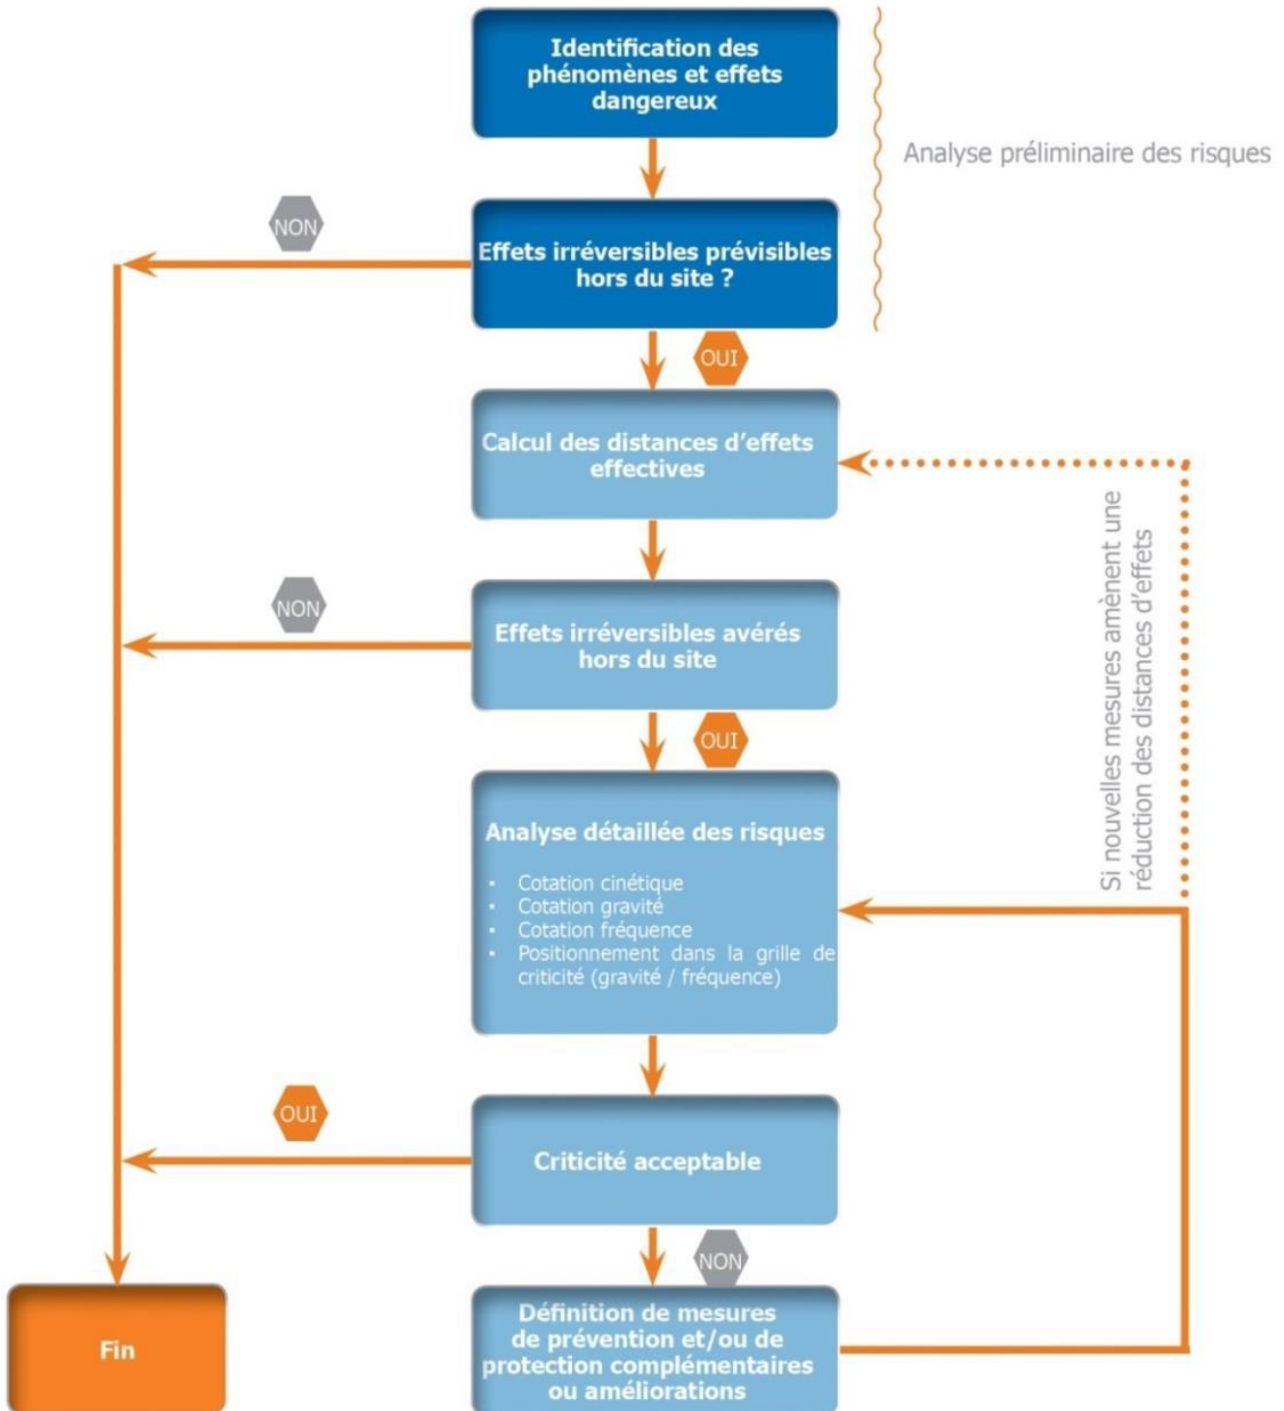 Identification des
phénomènes et effets
dangereux
Analyse préliminaire des risques
NON
Effets irréversibles prévisibles
hors du site ?
OUI
Calcul des distances d’effets
effectives
Si nouvelles mesures amènent une
réduction des distances d’effets
NON
Effets irréversibles avérés
hors du site
OUI
Analyse détaillée des risques
▪ Cotation cinétique
▪ Cotation gravité
▪ Cotation fréquence
▪ Positionnement dans la grille de
criticité (gravité / fréquence)
OUI
Criticité acceptable
NON
Fin
Définition de mesures
de prévention et/ou de
protection complémentaires
ou améliorations